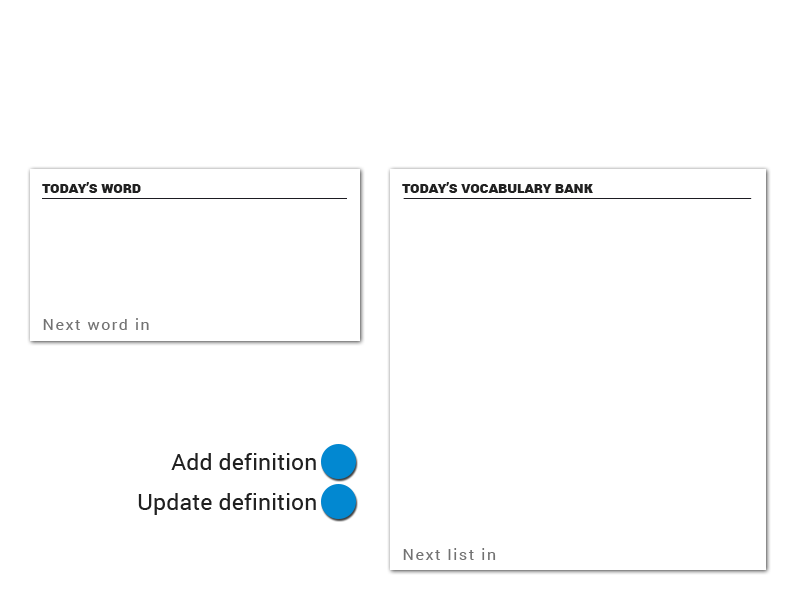 TODAY'S WORD
Next word in
Add definition
Update definition
TODAY'S VOCABULARY BANK
Next list in